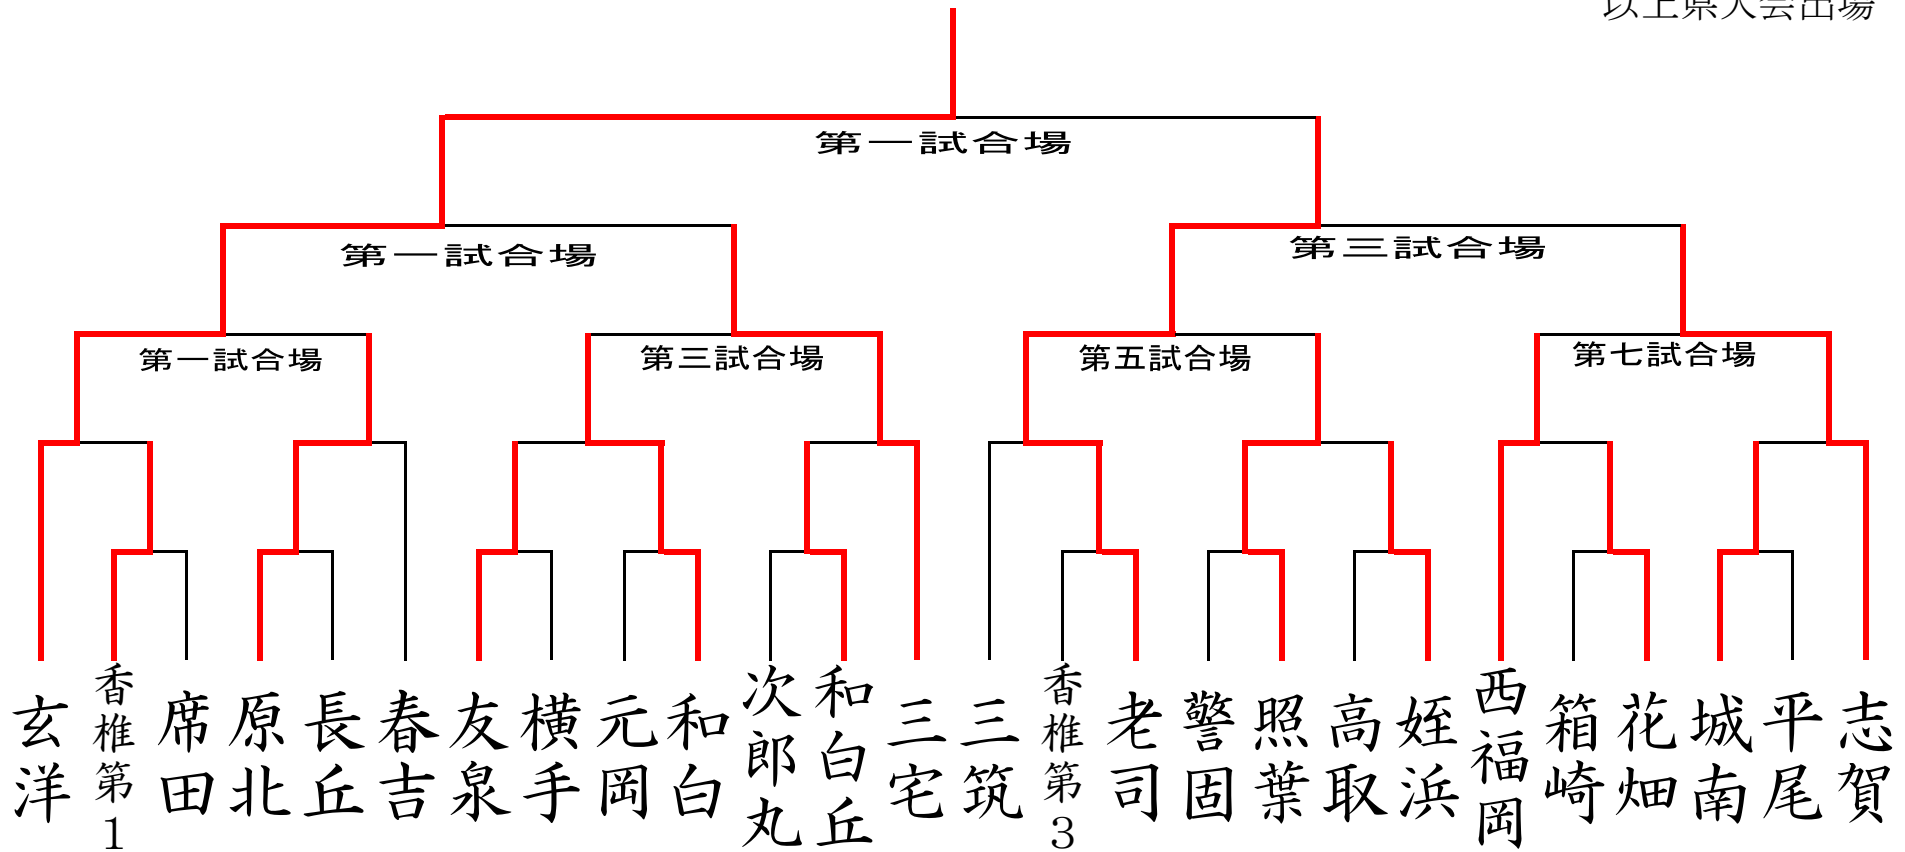 以上県大会出場
第一試合場
第一試合場
第三試合場
第一試合場
第三試合場
第五試合場
第七試合場
玄洋
香椎第1
席田
原北
長丘
春吉
友泉
横手
元岡
和白
次郎丸
和白丘
三宅
三筑
香椎第3
老司
警固
照葉
高取
姪浜
西福岡
箱崎
花畑
城南
平尾
志賀